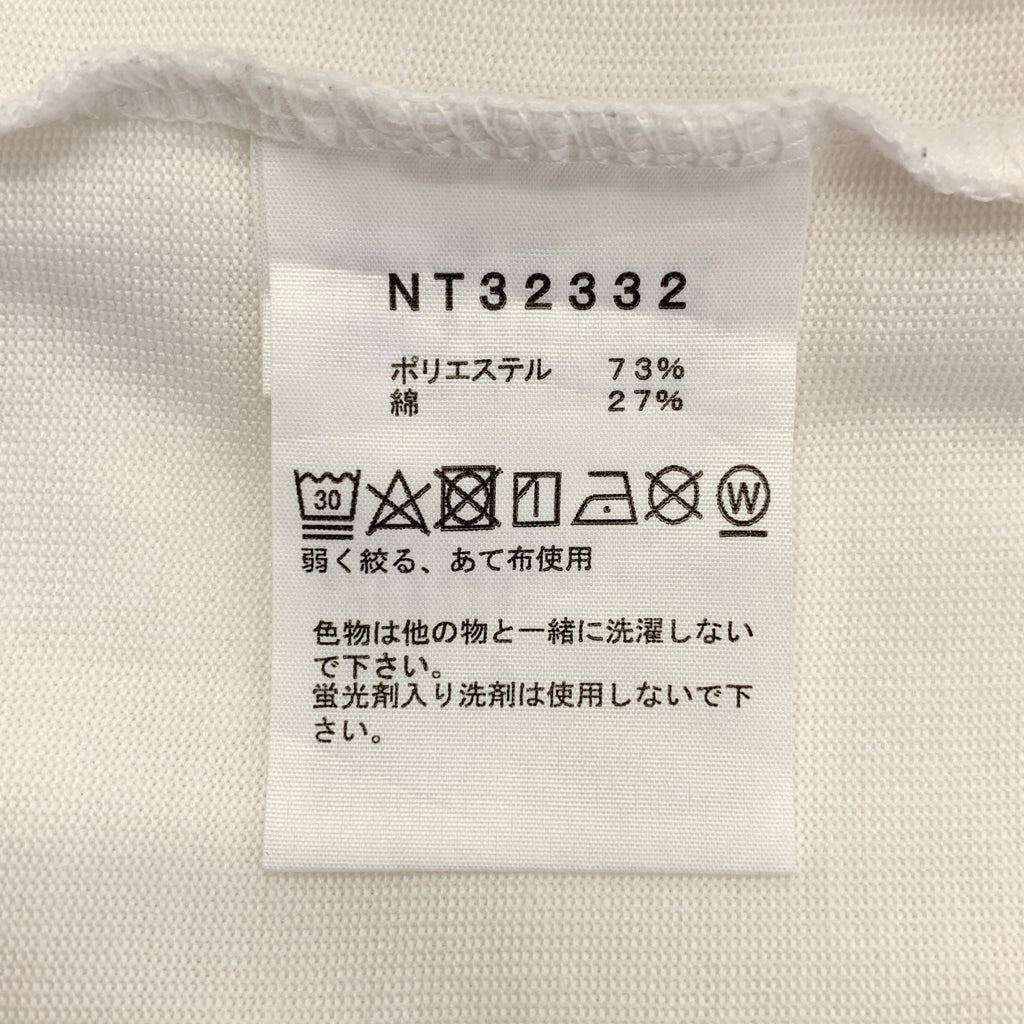 NT32332
ポリエステル 73%
綿 27%
30 W
弱く絞る、あて布使用
色物は他の物と一緒に洗濯しない
で下さい。
蛍光剤入り洗剤は使用しないで下
さい。